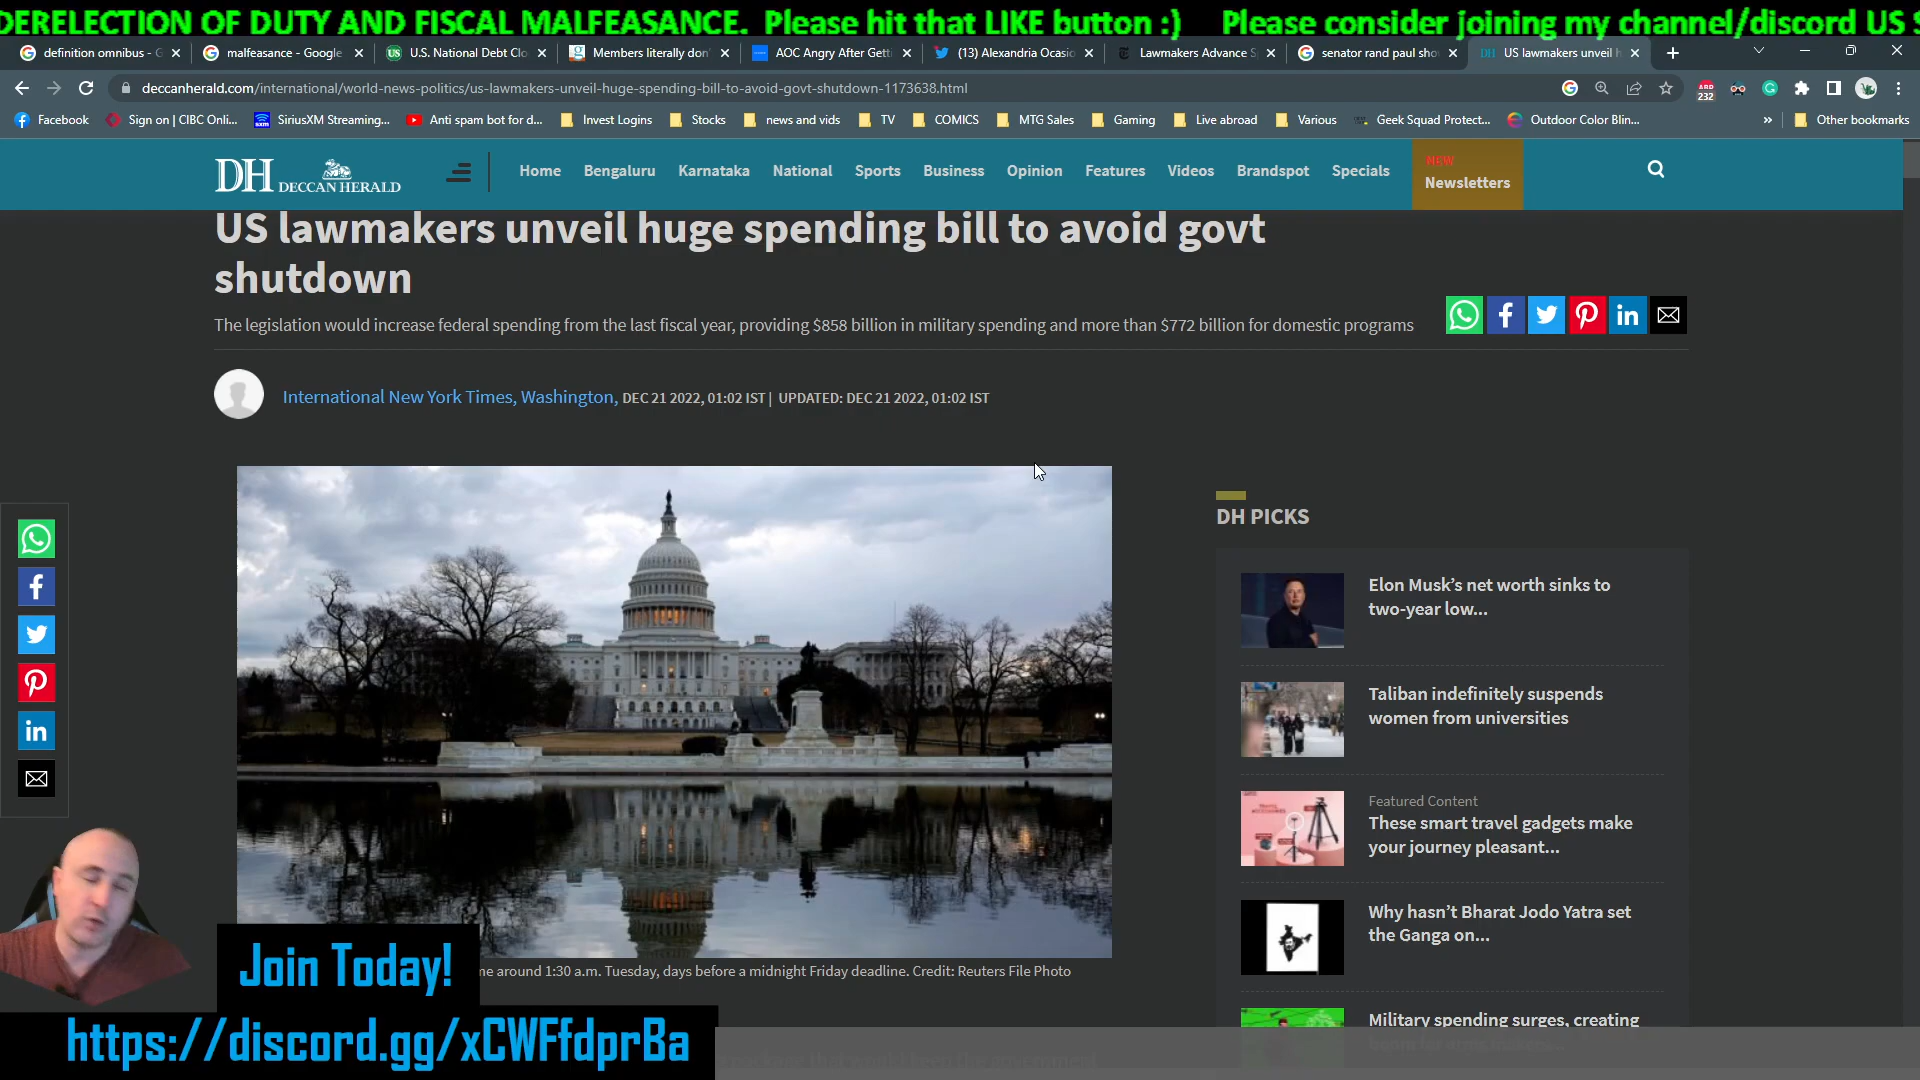 DERELECTION OF DUTY AND FISCAL MALFEASANCE.  Please hit that LIKE button :)     Please consider joining my channel/discord US S
definition omnibus - G
malfeasance - Google
U.S. National Debt Clo
Members literally don'
AOC Angry After Getti
(13) Alexandria Ocasio
Lawmakers Advance S
senator rand paul sho
US lawmakers unveil h
deccanherald.com/international/world-news-politics/us-lawmakers-unveil-huge-spending-bill-to-avoid-govt-shutdown-1173638.html
ABP
232
Facebook
Sign on | CIBC Onli...
SiriusXM Streaming...
Anti spam bot for d...
Invest Logins
Stocks
news and vids
TV
COMICS
MTG Sales
Gaming
Live abroad
Various
Geek Squad Protect...
Outdoor Color Blin...
»
Other bookmarks
DH DECCAN HERALD
Home
Bengaluru
Karnataka
National
Sports
Business
Opinion
Features
Videos
Brandspot
Specials
NEW
Newsletters
US lawmakers unveil huge spending bill to avoid govt
shutdown
The legislation would increase federal spending from the last fiscal year, providing $858 billion in military spending and more than $772 billion for domestic programs
International New York Times, Washington, DEC 21 2022, 01:02 IST | UPDATED: DEC 21 2022, 01:02 IST
DH PICKS
Elon Musk's net worth sinks to
two-year low...
Taliban indefinitely suspends
women from universities
Featured Content
These smart travel gadgets make
your journey pleasant...
Why hasn't Bharat Jodo Yatra set
the Ganga on...
Military spending surges, creating
me around 1:30 a.m. Tuesday, days before a midnight Friday deadline. Credit: Reuters File Photo
Join Today!
https://discord.gg/xCWFfdprBa